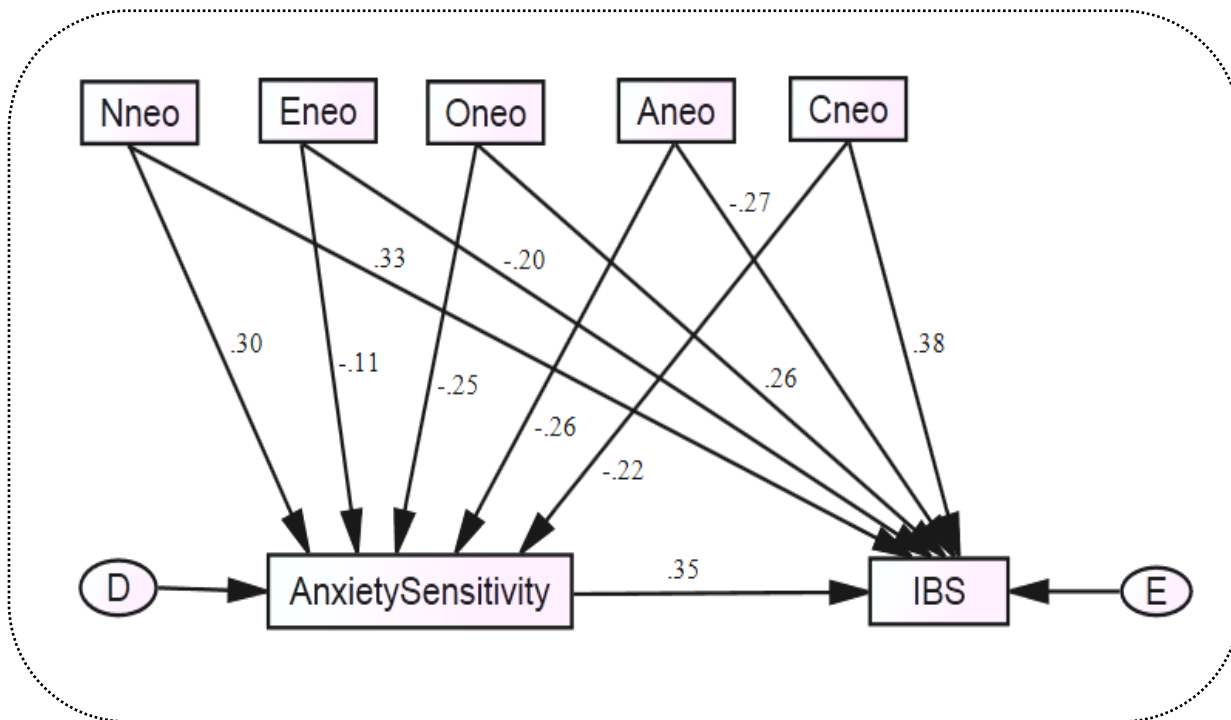 Nneo
Eneo
Oneo
Aneo
Cneo
-.27
.33
-.20
.30
-.11
-.25
.26
.38
-.26
-.22
.35
D
AnxietySensitivity
IBS
E